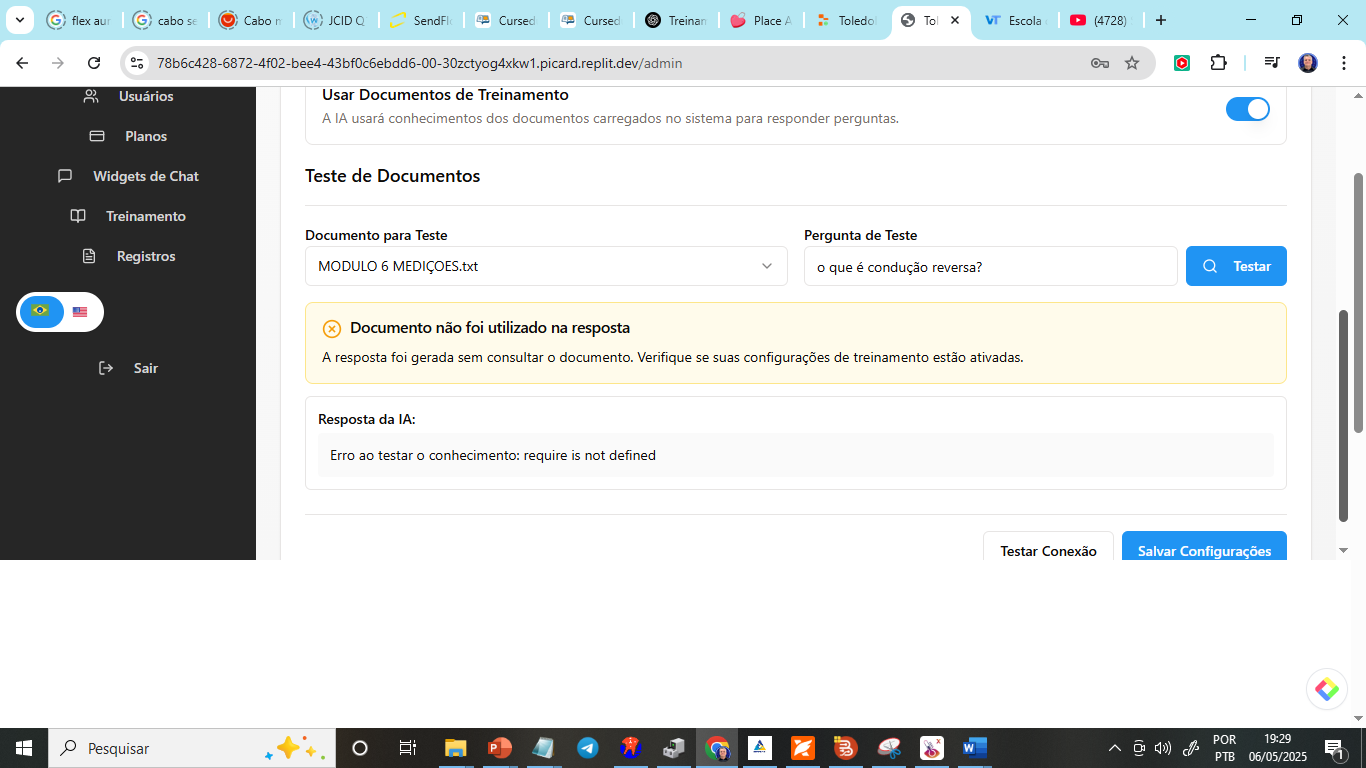 flex aur
cabo se
Cabo m
JCID Q
SendFl
Cursed
Cursed
Treinan
Place A
Toledo
Tol
Escola
(4728)
78b6c428-6872-4f02-bee4-43bf0c6ebdd6-00-30zctyog4xkw1.picard.replit.dev/admin
Usuários
Planos
Widgets de Chat
Treinamento
Registros
Sair
Usar Documentos de Treinamento
A IA usará conhecimentos dos documentos carregados no sistema para responder perguntas.
Teste de Documentos
Documento para Teste
MODULO 6 MEDIÇOES.txt
Pergunta de Teste
o que é condução reversa?
Testar
Documento não foi utilizado na resposta
A resposta foi gerada sem consultar o documento. Verifique se suas configurações de treinamento estão ativadas.
Resposta da IA:
Erro ao testar o conhecimento: require is not defined
Testar Conexão
Salvar Configurações
Pesquisar
POR
PTB
19:29
06/05/2025
1